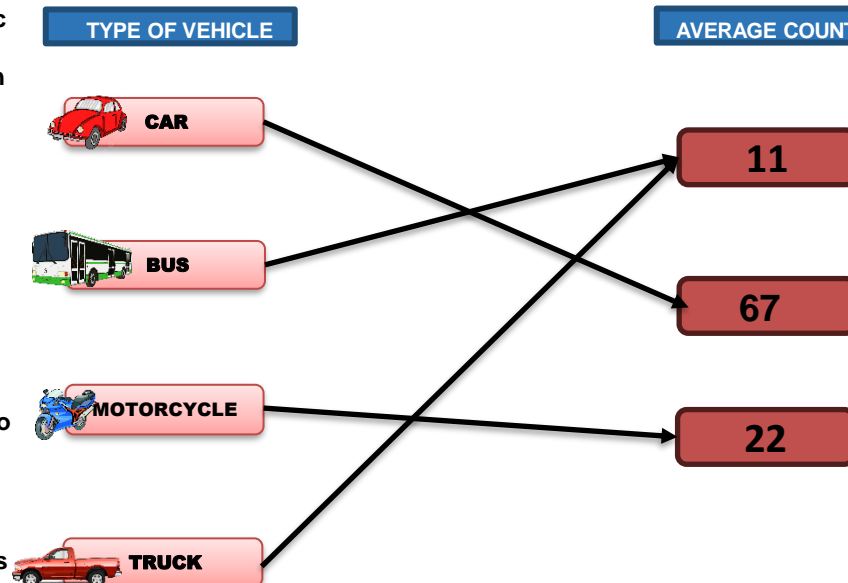 c
TYPE OF VEHICLE
AVERAGE COUNT
n
CAR
11
BUS
67
MOTORCYCLE
o
22
s
TRUCK